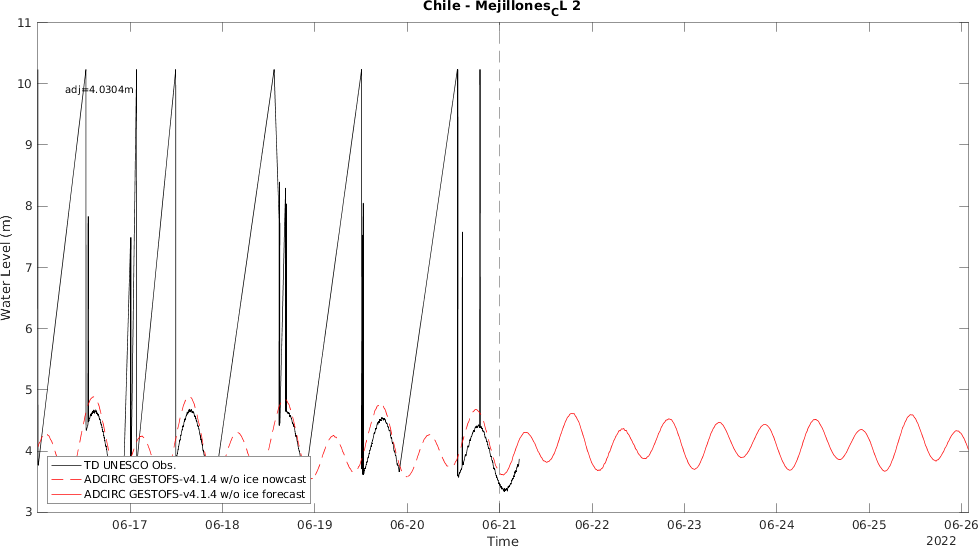 Chile - Mejillones_CL 2
11
10
9
8
7
6
5
4
3
Water Level (m)
adj=4.0304m
TD UNESCO Obs.
ADCIRC GESTOFS-v4.1.4 w/o ice nowcast
ADCIRC GESTOFS-v4.1.4 w/o ice forecast
06-17 06-18 06-19 06-20 06-21 06-22 06-23 06-24 06-25 06-26
Time
2022